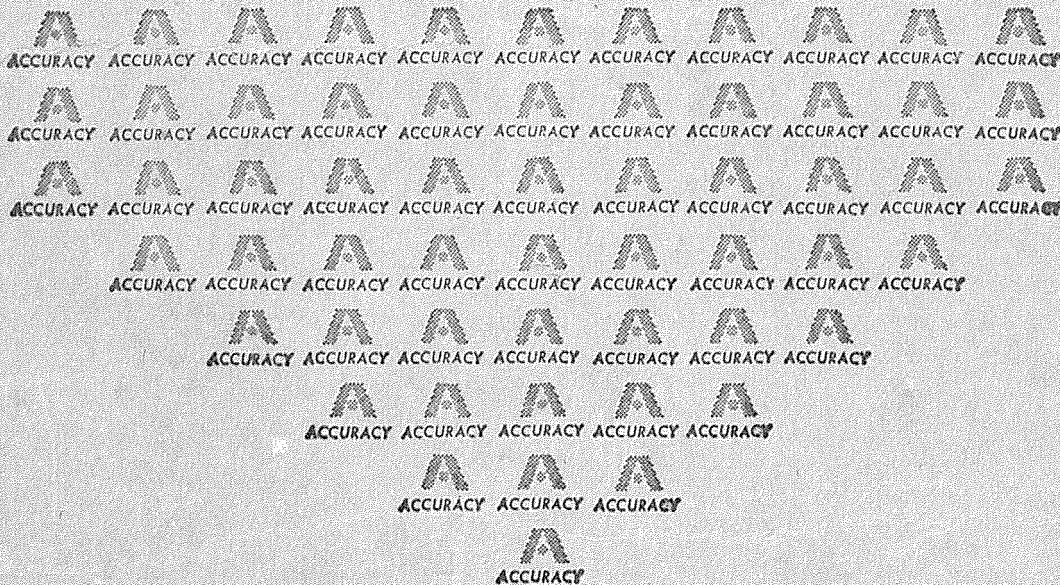 A A A A A A A A A A A
ACCURACY ACCURACY ACCURACY ACCURACY ACCURACY ACCURACY ACCURACY ACCURACY ACCURACY ACCURACY ACCURACY
A A A A A A A A A A A
ACCURACY ACCURACY ACCURACY ACCURACY ACCURACY ACCURACY ACCURACY ACCURACY ACCURACY ACCURACY ACCURACY
A A A A A A A A A A A
ACCURACY ACCURACY ACCURACY ACCURACY ACCURACY ACCURACY ACCURACY ACCURACY ACCURACY ACCURACY ACCURACY
A A A A A A A A A
ACCURACY ACCURACY ACCURACY ACCURACY ACCURACY ACCURACY ACCURACY ACCURACY ACCURACY
A A A A A A A
ACCURACY ACCURACY ACCURACY ACCURACY ACCURACY ACCURACY ACCURACY
A A A A A
ACCURACY ACCURACY ACCURACY ACCURACY ACCURACY
A A A
ACCURACY ACCURACY ACCURACY
A
ACCURACY